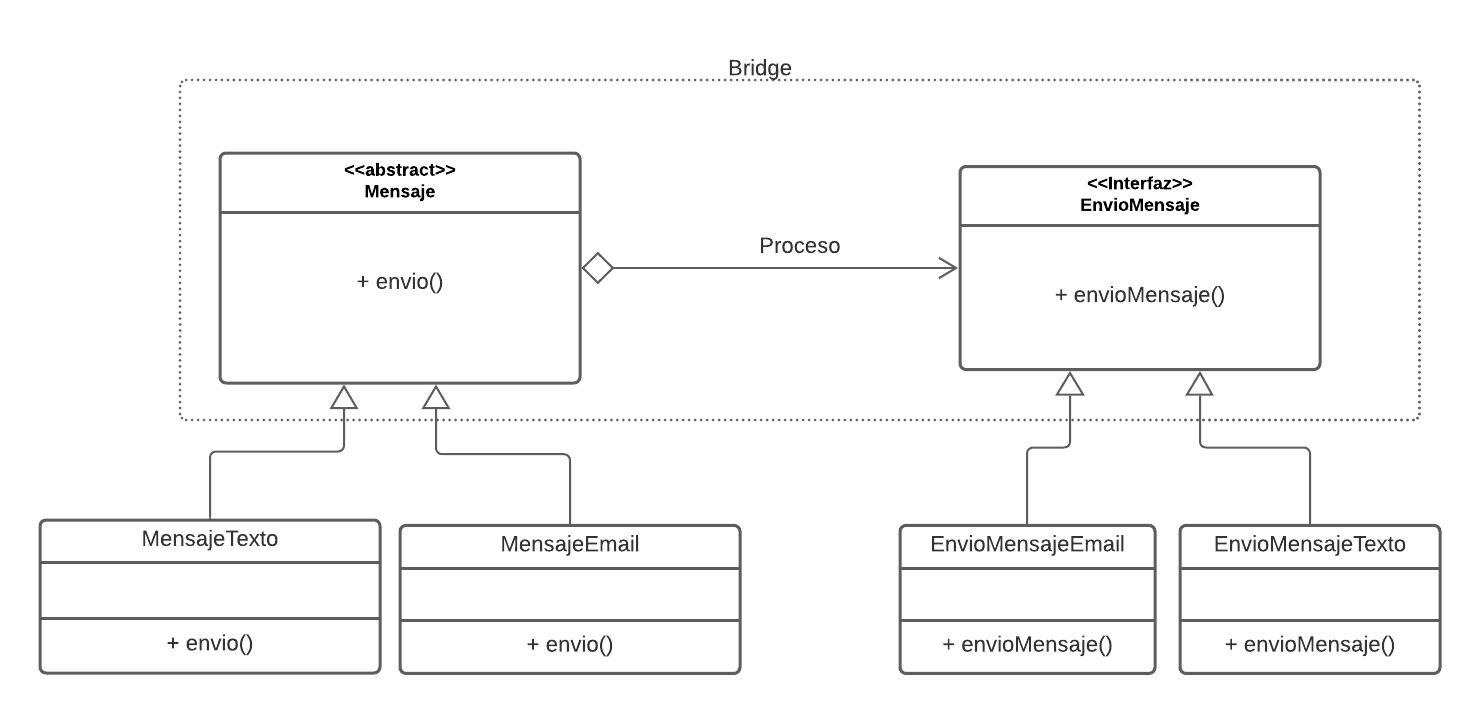 Bridge
<<abstract>>
Mensaje
+ envio()
Proceso
<<Interfaz>>
EnvioMensaje
+ envioMensaje()
MensajeTexto
+ envio()
MensajeEmail
+ envio()
EnvioMensajeEmail
+ envioMensaje()
EnvioMensajeTexto
+ envioMensaje()